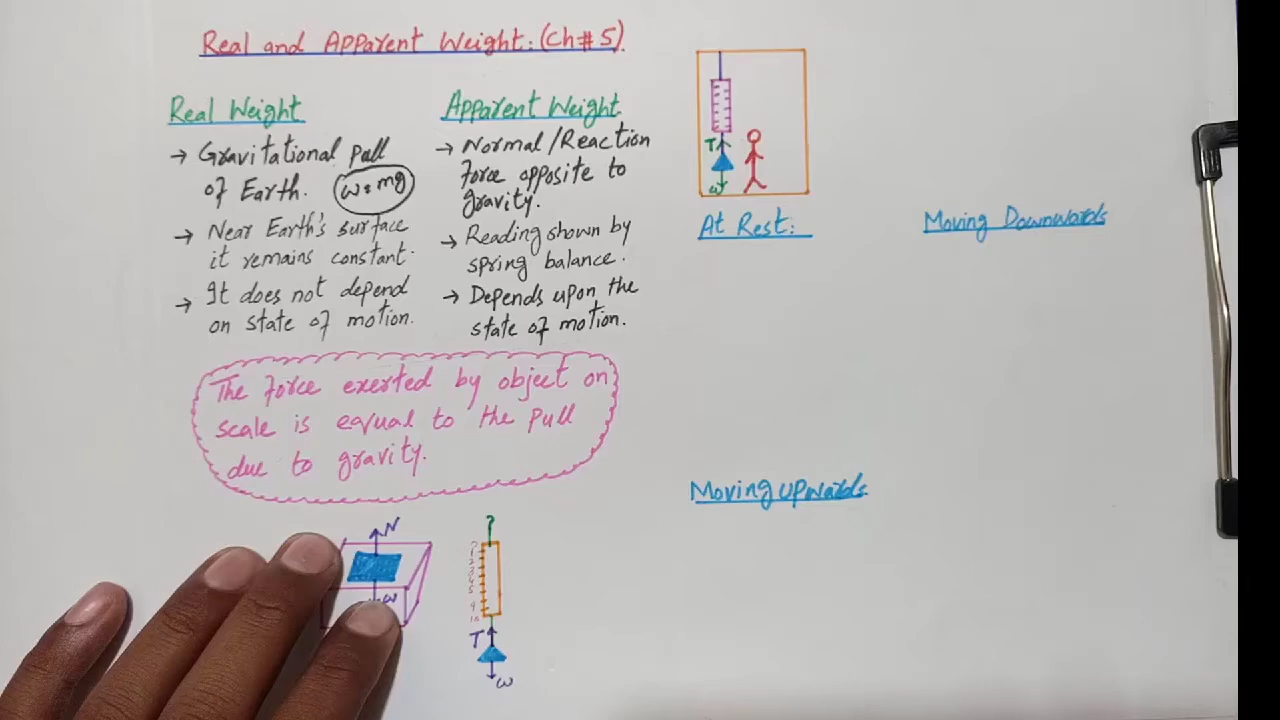 Real and Apparent Weight: (Ch# 5).
Real Weight
→ Gravitational pull
of Earth. w = mg
→ Near Earth's surface
it remains constant.
→ It does not depend
on state of motion.
Apparent Weight
→ Normal/Reaction
force opposite to
gravity.
→ Reading shown by
spring balance.
→ Depends upon the
state of motion.
The force exerted by object on
scale is equal to the pull
due to gravity.
N
w
T
w
T
w
At Rest:
Moving Downwards
Moving upwards